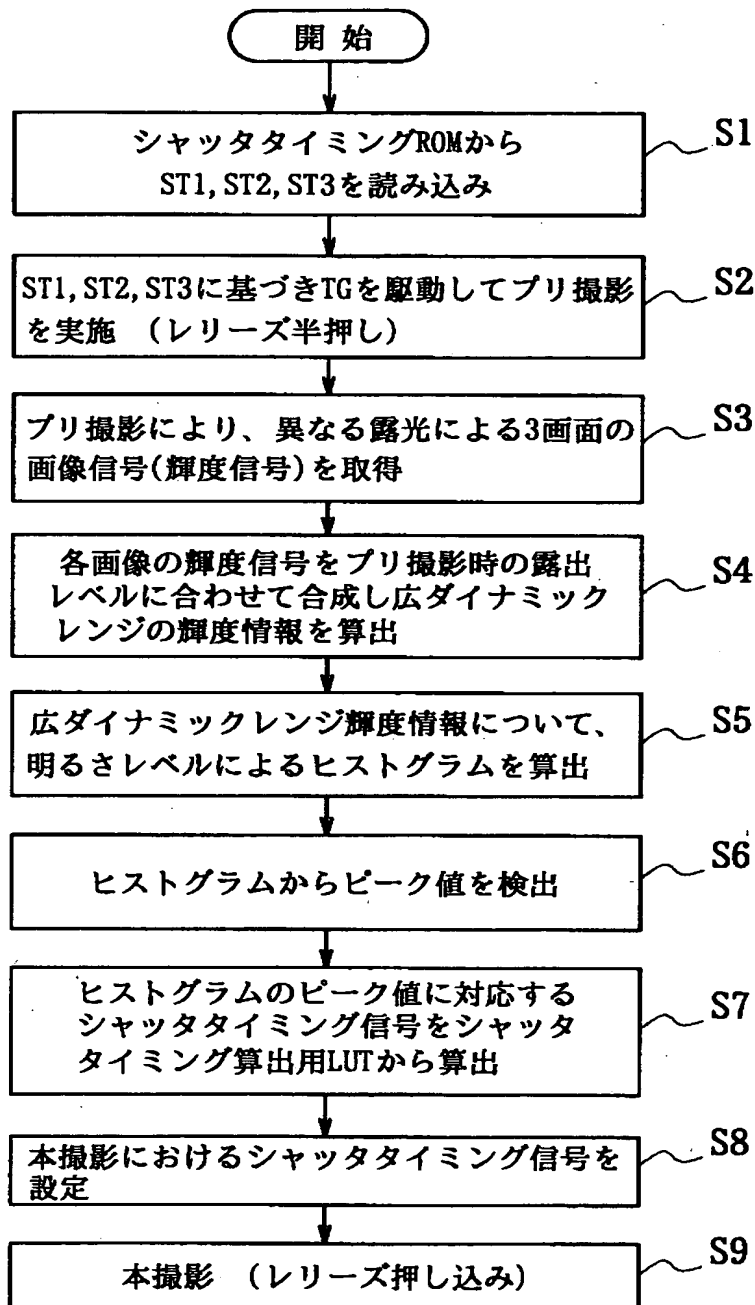 開 始
シャッタタイミングROMから
ST1,ST2,ST3を読み込み
S1
ST1,ST2,ST3に基づきTGを駆動してプリ撮影
を実施 （レリーズ半押し）
S2
プリ撮影により、異なる露光による3画面の
画像信号(輝度信号)を取得
S3
各画像の輝度信号をプリ撮影時の露出
レベルに合わせて合成し広ダイナミック
レンジの輝度情報を算出
S4
広ダイナミックレンジ輝度情報について、
明るさレベルによるヒストグラムを算出
S5
ヒストグラムからピーク値を検出
S6
ヒストグラムのピーク値に対応する
シャッタタイミング信号をシャッタ
タイミング算出用LUTから算出
S7
本撮影におけるシャッタタイミング信号を
設定
S8
本撮影 （レリーズ押し込み）
S9